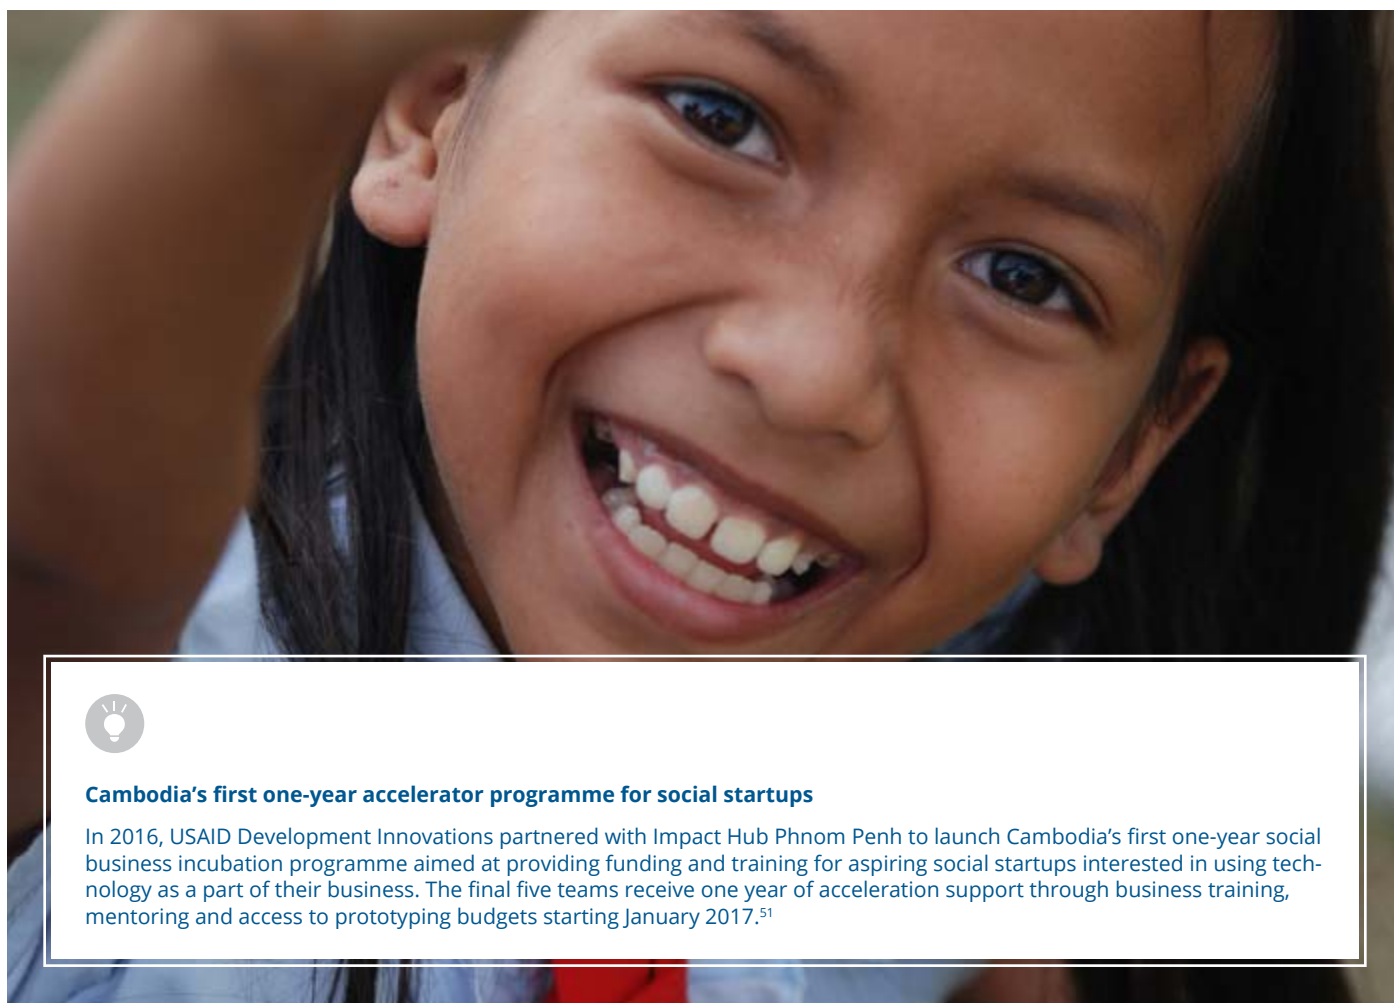 Cambodia’s first one-year accelerator programme for social startups
In 2016, USAID Development Innovations partnered with Impact Hub Phnom Penh to launch Cambodia’s first one-year social
business incubation programme aimed at providing funding and training for aspiring social startups interested in using tech-
nology as a part of their business. The final five teams receive one year of acceleration support through business training,
mentoring and access to prototyping budgets starting January 2017.51